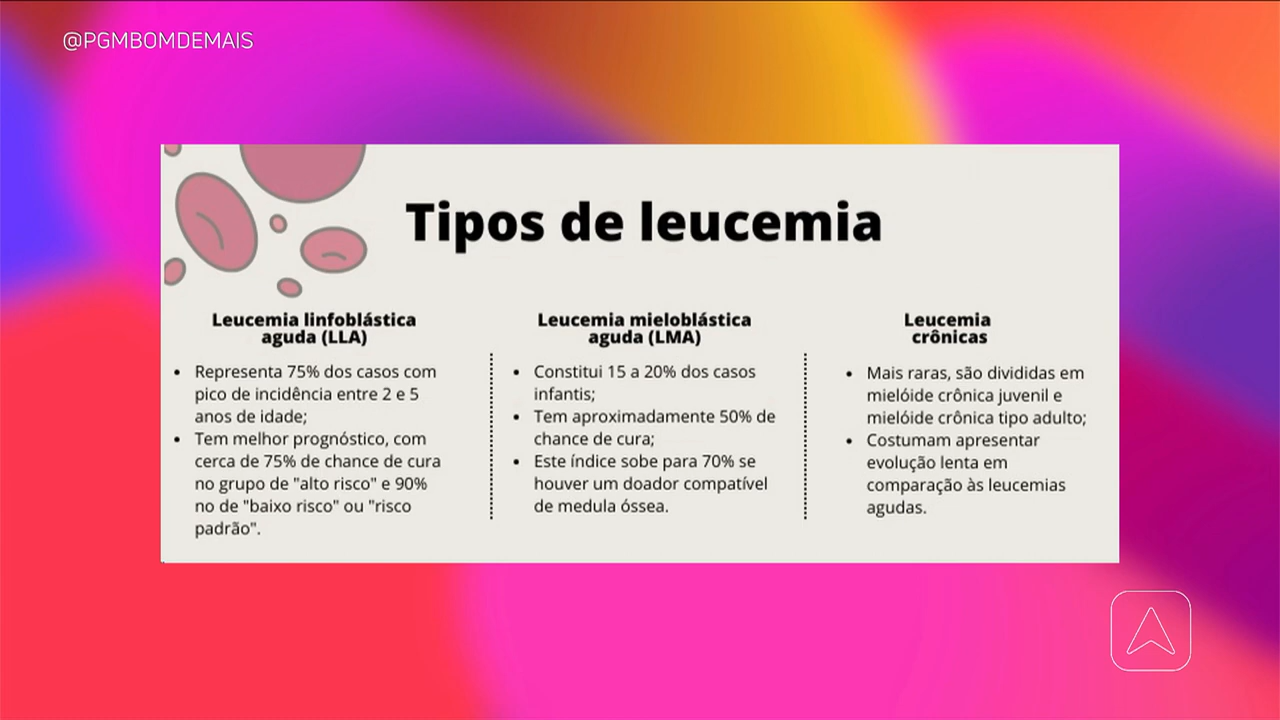 @PGMBOMDEMAIS
Tipos de leucemia
Leucemia linfoblástica
aguda (LLA)
• Representa 75% dos casos com
pico de incidência entre 2 e 5
anos de idade;
• Tem melhor prognóstico, com
cerca de 75% de chance de cura
no grupo de "alto risco" e 90%
no de "baixo risco" ou "risco
padrão".
Leucemia mieloblástica
aguda (LMA)
• Constitui 15 a 20% dos casos
infantis;
• Tem aproximadamente 50% de
chance de cura;
• Este índice sobe para 70% se
houver um doador compatível
de medula óssea.
Leucemia
crônicas
• Mais raras, são divididas em
mielóide crônica juvenil e
mielóide crônica tipo adulto;
• Costumam apresentar
evolução lenta em
comparação às leucemias
agudas.